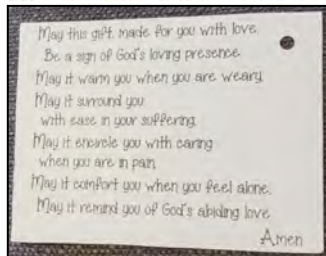 May this gift, made for you with love,
Be a sign of God's loving presence.
May it warm you when you are weary.
May it surround you
with ease in your suffering.
May it encircle you with caring
when you are in pain.
May it comfort you when you feel alone.
May it remind you of God's abiding love.
Amen